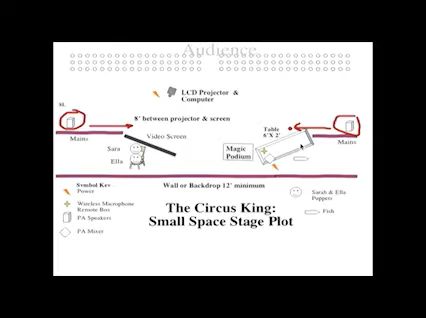 Audience
LCD Projector &
Computer
8' between projector & screen
Table
6'X 2'
Mains
Video Screen
Mains
Sara
Ella
Magic
Podium
Symbol Key
Wall or Backdrop 12' minimum
Power
Wireless Microphone
Remote Box
PA Speakers
PA Mixer
Sarah & Ella
Puppets
Fish
The Circus King:
Small Space Stage Plot